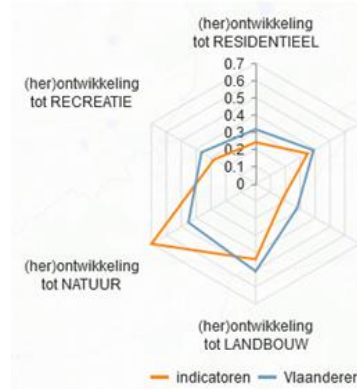 (her)ontwikkeling
tot RESIDENTIEEL
0.7
0.6
0.5
0.4
0.3
0.2
0.1
0
(her)ontwikkeling
tot RECREATIE
(her)ontwikkeling
tot NATUUR
(her)ontwikkeling
tot LANDBOUW
indicatoren
Vlaanderen